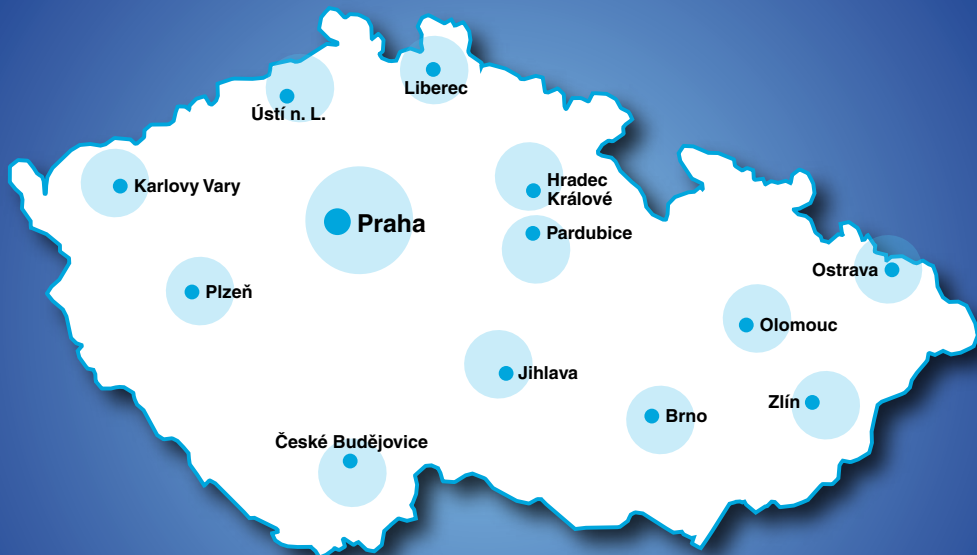 Liberec
Ústí n. L.
Karlovy Vary
Hradec
Králové
Praha
Pardubice
Ostrava
Plzeň
Olomouc
Jihlava
Zlín
Brno
České Budějovice